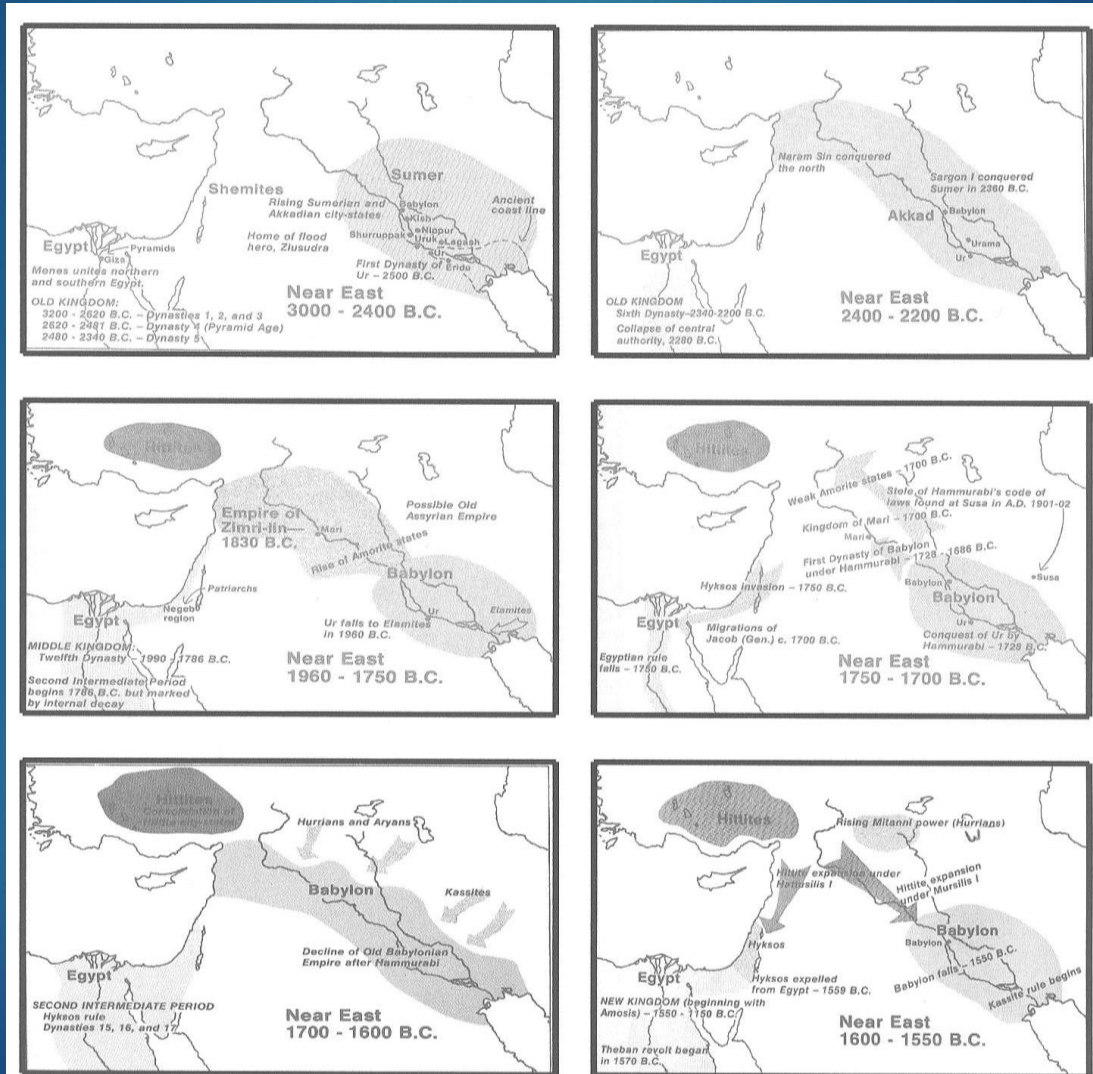 Shemites
Sumer
Rising Sumerian and
Akkadian city-states
Babylon
Kish
Nippur
Shurruppak
Uruk
Lagash
Ancient
coast line
Home of flood
hero, Ziusudra
Ur
Eridu
First Dynasty of
Ur – 2500 B.C.
Egypt
Pyramids
Giza
Menes unites northern
and southern Egypt.
OLD KINGDOM:
3200 - 2620 B.C. – Dynasties 1, 2, and 3
2620 - 2481 B.C. – Dynasty 4 (Pyramid Age)
2480 - 2340 B.C. – Dynasty 5
Near East
3000 - 2400 B.C.
Naram Sin conquered
the north
Sargon I conquered
Sumer in 2360 B.C.
Akkad
Babylon
Urama
Ur
Egypt
OLD KINGDOM
Sixth Dynasty–2340-2200 B.C.
Collapse of central
authority, 2280 B.C.
Near East
2400 - 2200 B.C.
Hittites
Empire of
Zimri-lin—
1830 B.C.
Mari
Possible Old
Assyrian Empire
Rise of Amorite states
Babylon
Patriarchs
Negeb
region
Egypt
Ur
Elamites
Ur falls to Elamites
in 1960 B.C.
MIDDLE KINGDOM:
Twelfth Dynasty – 1990 - 1786 B.C.
Second Intermediate Period
begins 1786 B.C. but marked
by internal decay
Near East
1960 - 1750 B.C.
Hittites
Weak Amorite states – 1700 B.C.
Stele of Hammurabi's code of
laws found at Susa in A.D. 1901-02
Kingdom of Mari – 1700 B.C.
Mari
First Dynasty of Babylon
under Hammurabi – 1728 - 1686 B.C.
Susa
Hyksos invasion – 1750 B.C.
Babylon
Babylon
Egypt
Ur
Migrations of
Jacob (Gen.) c. 1700 B.C.
Conquest of Ur by
Hammurabi – 1728 B.C.
Egyptian rule
falls – 1750 B.C.
Near East
1750 - 1700 B.C.
Hittites
Consolidation of
Hittite city-states
Hurrians and Aryans
Babylon
Kassites
Decline of Old Babylonian
Empire after Hammurabi
Egypt
SECOND INTERMEDIATE PERIOD
Hyksos rule
Dynasties 15, 16, and 17
Near East
1700 - 1600 B.C.
Hittites
Rising Mitanni power (Hurrians)
Hittite expansion under
Hattusilis I
Hittite expansion
under Mursilis I
Babylon
Babylon
Hyksos
Babylon falls – 1550 B.C.
Egypt
Hyksos expelled
from Egypt – 1559 B.C.
Kassite rule begins
NEW KINGDOM (beginning with
Amosis) – 1550 - 1150 B.C.
Theban revolt began
in 1570 B.C.
Near East
1600 - 1550 B.C.